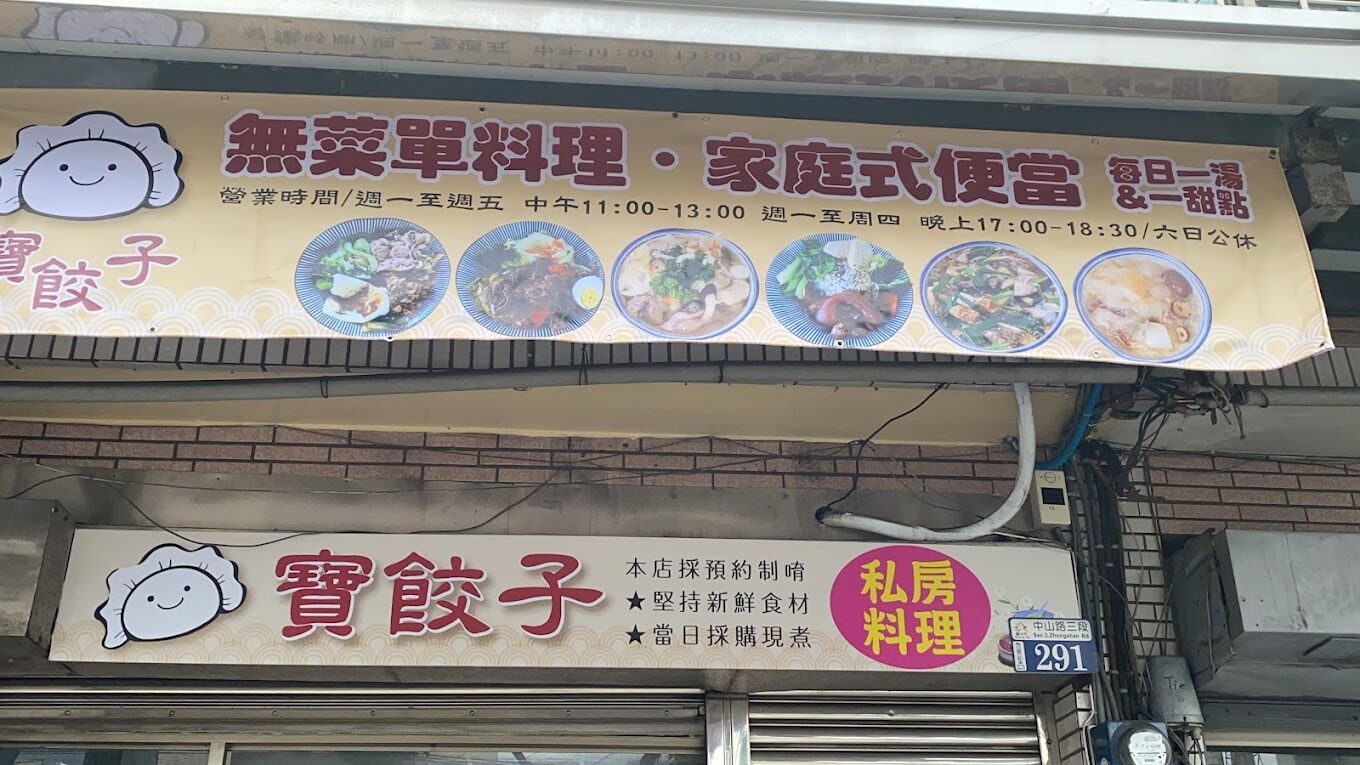 無菜單料理・家庭式便當 每日一湯
&一甜點
營業時間/週一至週五 中午11:00-13:00 週一至周四 晚上17:00-18:30/六日公休
寶餃子
寶餃子
本店採預約制唷
★堅持新鮮食材
★當日採購現煮
私房
料理
中山路三段
Sec.3,Zhongshan Rd
291
Tie